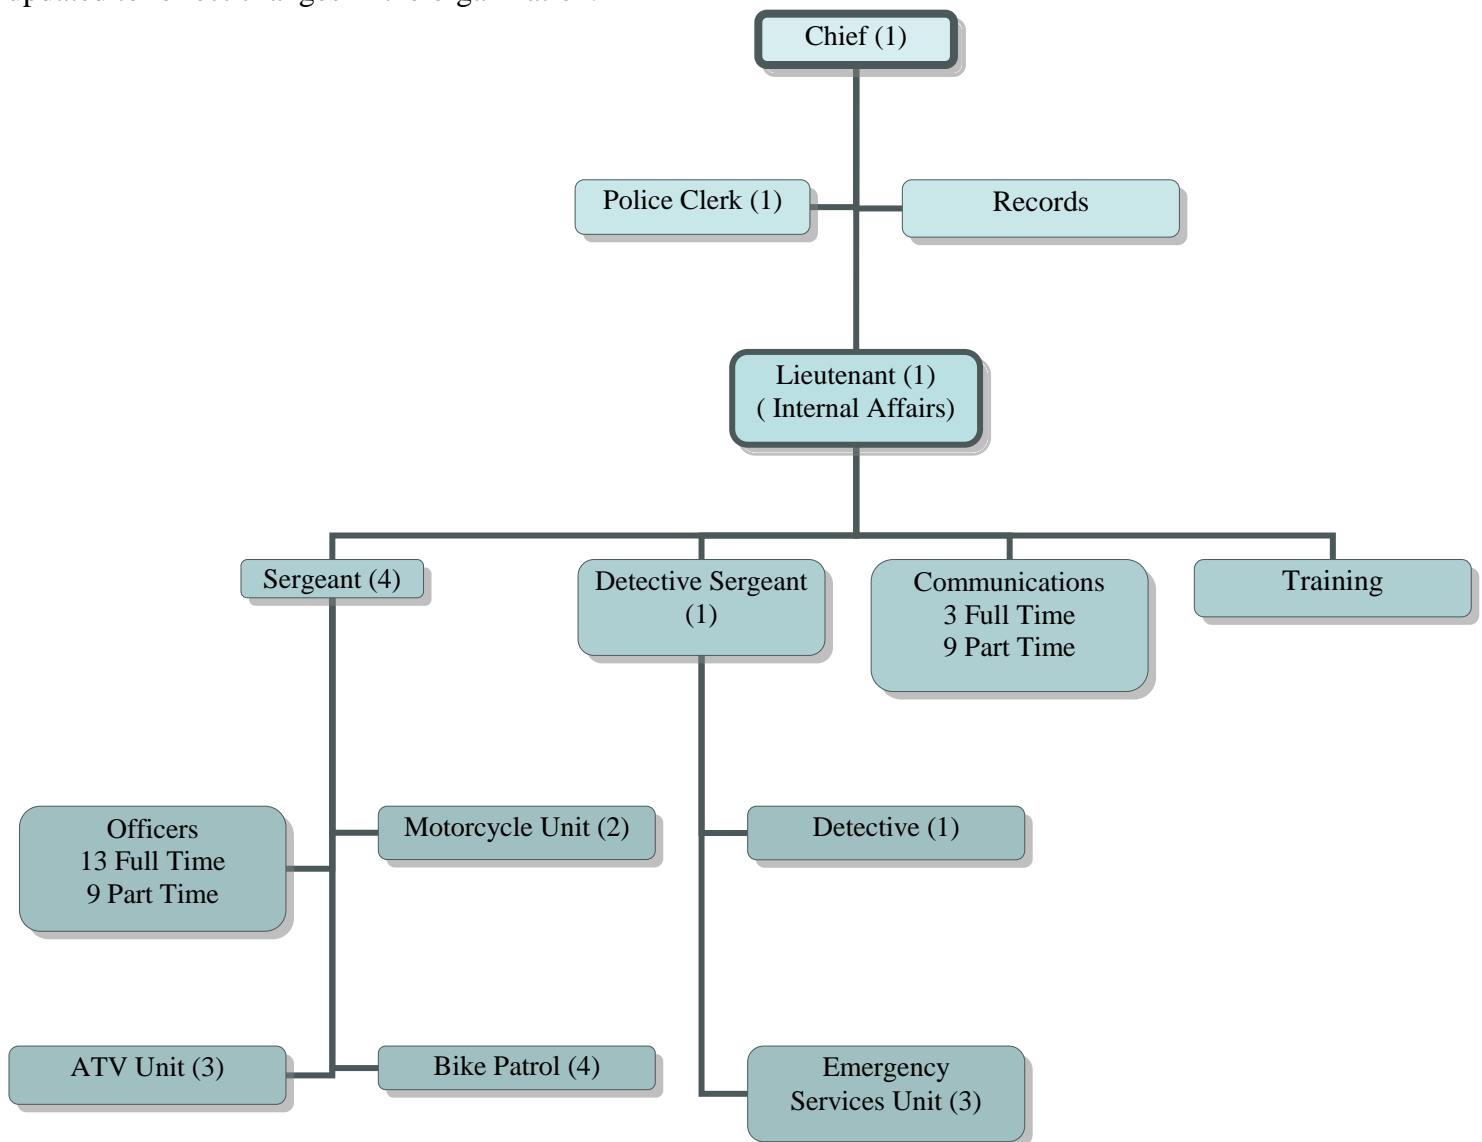 Chief (1)
Police Clerk (1)
Records
Lieutenant (1)
( Internal Affairs)
Sergeant (4)
Detective Sergeant
(1)
Communications
3 Full Time
9 Part Time
Training
Officers
13 Full Time
9 Part Time
Motorcycle Unit (2)
Detective (1)
ATV Unit (3)
Bike Patrol (4)
Emergency
Services Unit (3)